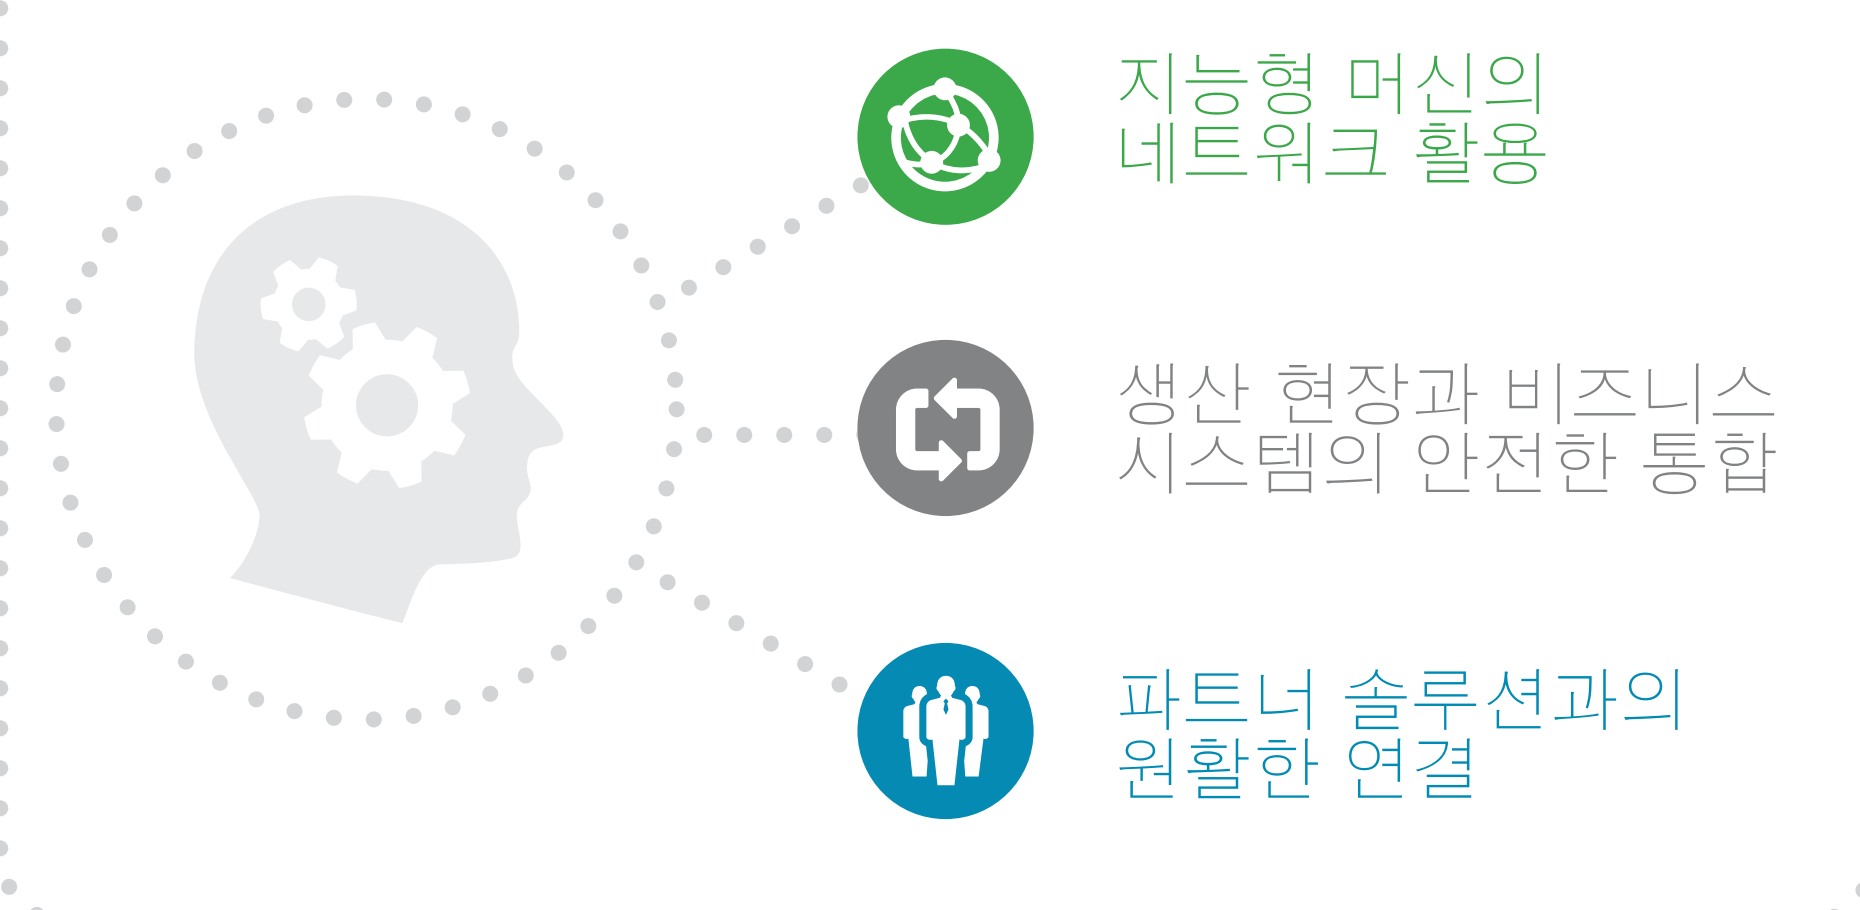 지능형 머신의
네트워크 활용
생산 현장과 비즈니스
시스템의 안전한 통합
파트너 솔루션과의
원활한 연결